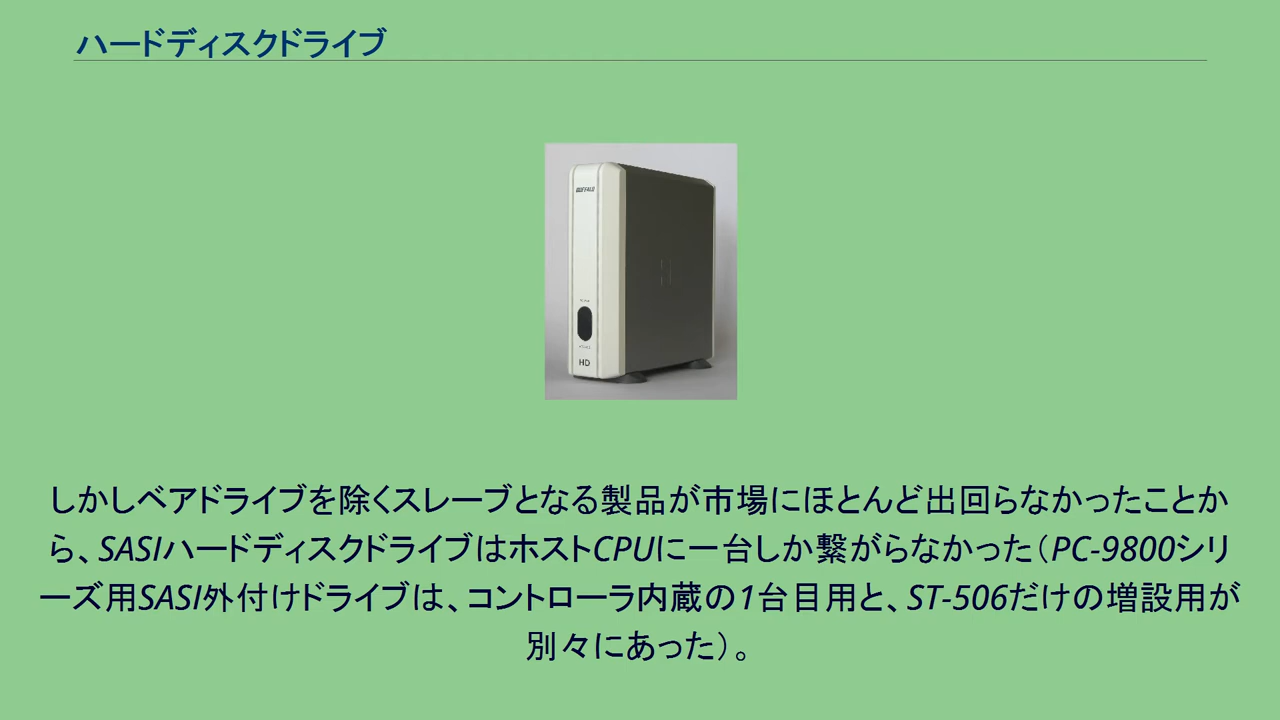 ハードディスクドライブ
BUFFALO
HD
しかしベアドライブを除くスレーブとなる製品が市場にほとんど出回らなかったことか
ら、SASIハードディスクドライブはホストCPUに一台しか繋がらなかった（PC-9800シリ
ーズ用SASI外付けドライブは、コントローラ内蔵の1台目用と、ST-506だけの増設用が
別々にあった）。